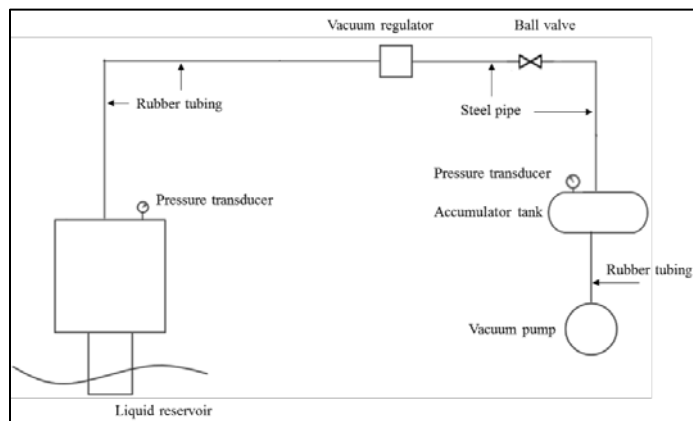 Vacuum regulator
Ball valve
Rubber tubing
Steel pipe
Pressure transducer
Pressure transducer
Accumulator tank
Rubber tubing
Vacuum pump
Liquid reservoir